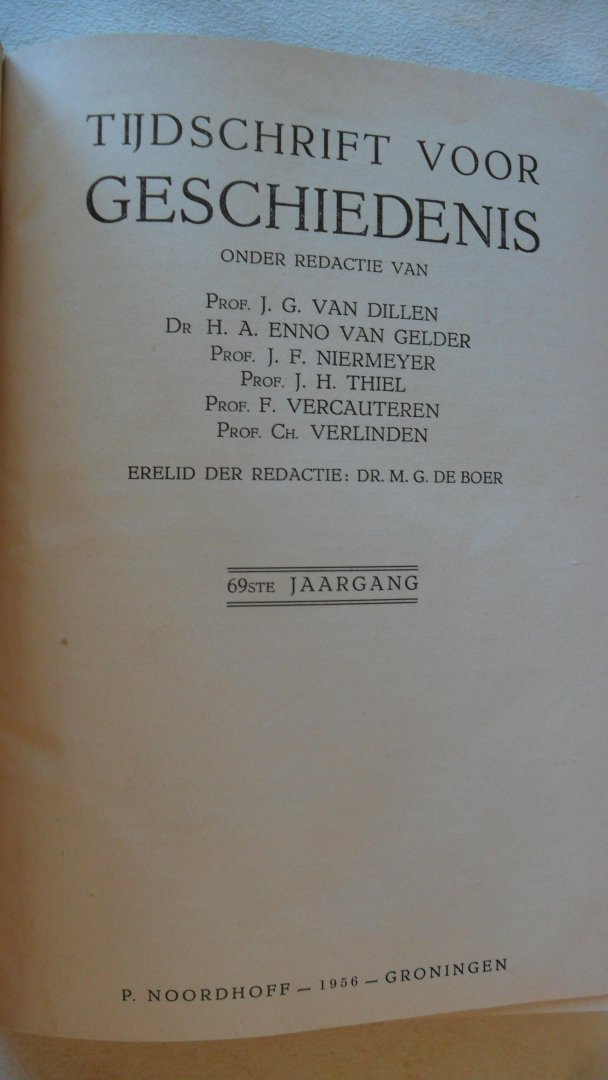 TIJDSCHRIFT VOOR
GESCHIEDENIS
ONDER REDACTIE VAN
PROF. J. G. VAN DILLEN
DR H. A. ENNO VAN GELDER
PROF. J. F. NIERMEYER
PROF. J. H. THIEL
PROF. F. VERCAUTEREN
PROF. CH. VERLINDEN
ERELID DER REDACTIE: DR. M. G. DE BOER
69STE JAARGANG
P. NOORDHOFF — 1956 — GRONINGEN